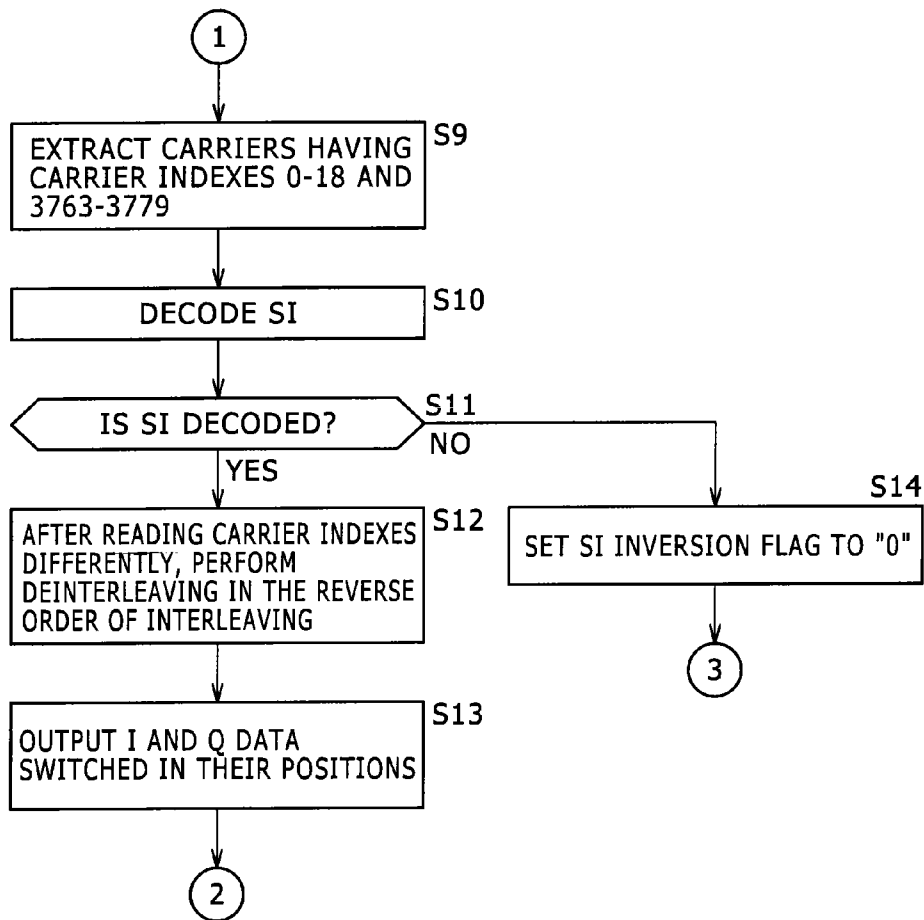 1
S9
EXTRACT CARRIERS HAVING
CARRIER INDEXES 0-18 AND
3763-3779
S10
DECODE SI
S11
IS SI DECODED?
NO
YES
S12
AFTER READING CARRIER INDEXES
DIFFERENTLY, PERFORM
DEINTERLEAVING IN THE REVERSE
ORDER OF INTERLEAVING
S14
SET SI INVERSION FLAG TO "0"
3
S13
OUTPUT I AND Q DATA
SWITCHED IN THEIR POSITIONS
2